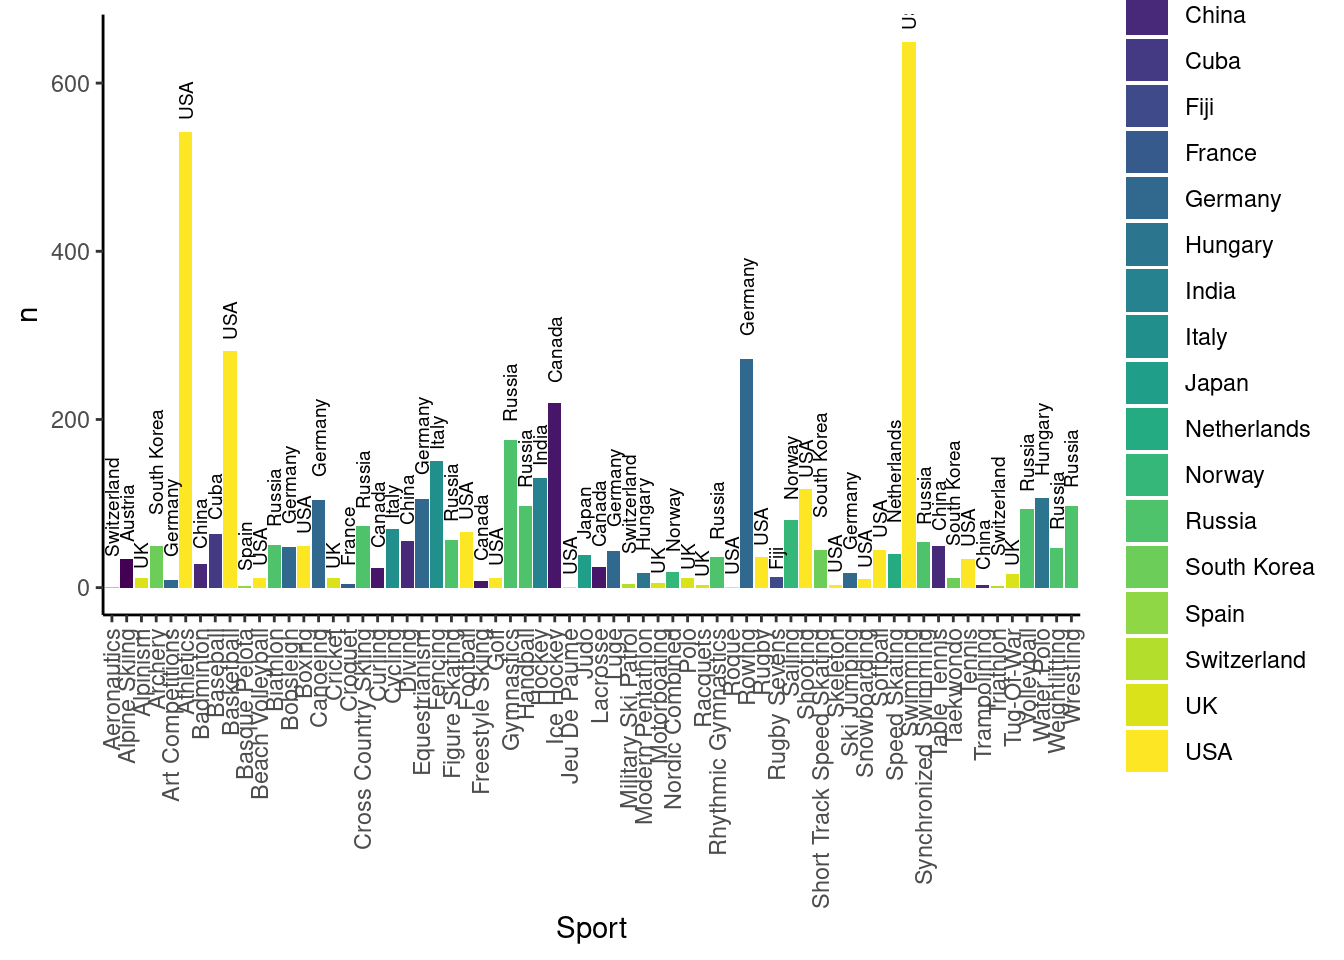 n
600
400
200
0
Switzerland
Austria
UK
South Korea
Germany
USA
China
Cuba
USA
Spain
USA
Russia
Germany
USA
Germany
UK
France
Russia
Canada
Italy
China
Germany
Italy
Russia
USA
Canada
USA
Russia
Russia
India
Canada
USA
Japan
Canada
Germany
Switzerland
Hungary
UK
Norway
UK
UK
Russia
USA
Germany
USA
Fiji
Norway
USA
South Korea
USA
Germany
USA
USA
Netherlands
Russia
China
South Korea
USA
China
Switzerland
UK
Russia
Hungary
Russia
Russia
Aeronautics
Alpine Skiing
Alpinism
Archery
Art Competitions
Athletics
Badminton
Baseball
Basketball
Basque Pelota
Beach Volleyball
Biathlon
Bobsleigh
Boxing
Canoeing
Cricket
Croquet
Cross Country Skiing
Curling
Cycling
Diving
Equestrianism
Fencing
Figure Skating
Football
Freestyle Skiing
Golf
Gymnastics
Handball
Hockey
Ice Hockey
Jeu De Paume
Judo
Lacrosse
Luge
Military Ski Patrol
Modern Pentathlon
Motorboating
Nordic Combined
Polo
Racquets
Rhythmic Gymnastics
Roque
Rowing
Rugby
Rugby Sevens
Sailing
Shooting
Short Track Speed Skating
Skeleton
Ski Jumping
Snowboarding
Softball
Speed Skating
Swimming
Synchronized Swimming
Table Tennis
Taekwondo
Tennis
Trampolining
Triathlon
Tug-Of-War
Volleyball
Water Polo
Weightlifting
Wrestling
Sport
China
Cuba
Fiji
France
Germany
Hungary
India
Italy
Japan
Netherlands
Norway
Russia
South Korea
Spain
Switzerland
UK
USA